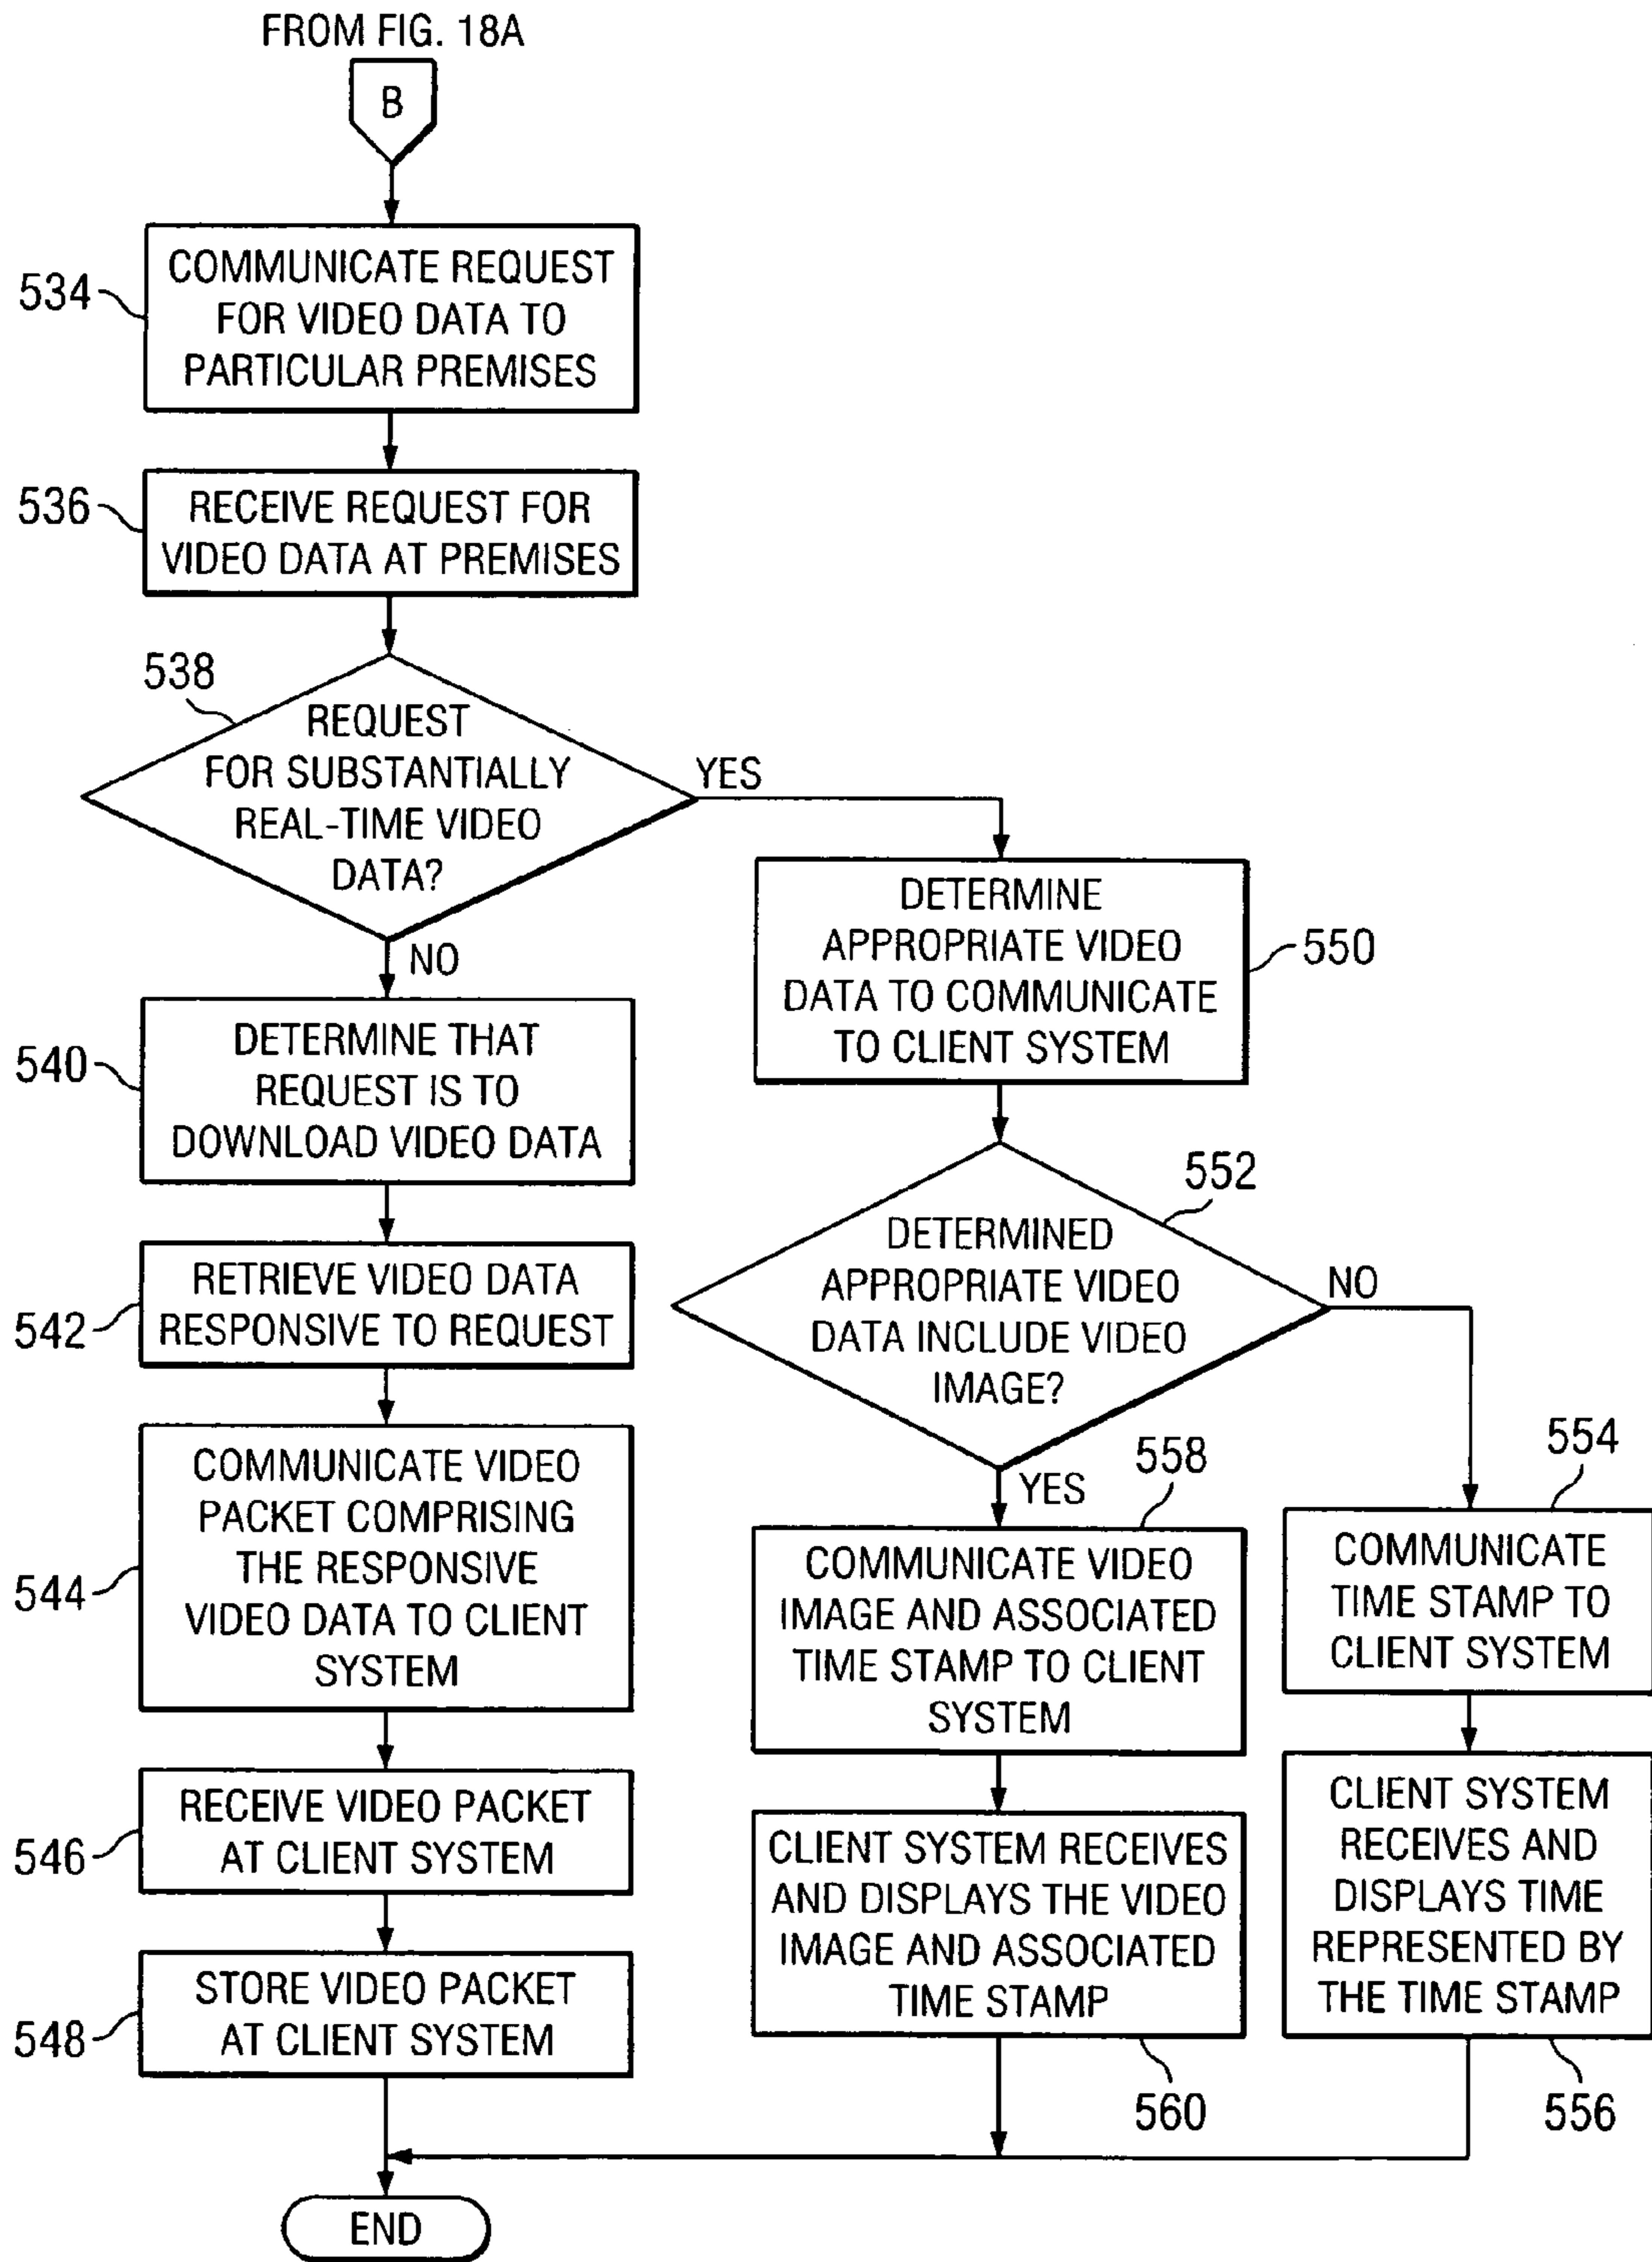 FROM FIG. 18A
B
534
COMMUNICATE REQUEST
FOR VIDEO DATA TO
PARTICULAR PREMISES
536
RECEIVE REQUEST FOR
VIDEO DATA AT PREMISES
538
REQUEST
FOR SUBSTANTIALLY
REAL-TIME VIDEO
DATA?
YES
NO
540
DETERMINE THAT
REQUEST IS TO
DOWNLOAD VIDEO DATA
542
RETRIEVE VIDEO DATA
RESPONSIVE TO REQUEST
544
COMMUNICATE VIDEO
PACKET COMPRISING
THE RESPONSIVE
VIDEO DATA TO CLIENT
SYSTEM
546
RECEIVE VIDEO PACKET
AT CLIENT SYSTEM
548
STORE VIDEO PACKET
AT CLIENT SYSTEM
DETERMINE
APPROPRIATE VIDEO
DATA TO COMMUNICATE
TO CLIENT SYSTEM
550
552
DETERMINED
APPROPRIATE VIDEO
DATA INCLUDE VIDEO
IMAGE?
NO
YES
558
COMMUNICATE VIDEO
IMAGE AND ASSOCIATED
TIME STAMP TO CLIENT
SYSTEM
CLIENT SYSTEM RECEIVES
AND DISPLAYS THE VIDEO
IMAGE AND ASSOCIATED
TIME STAMP
560
554
COMMUNICATE
TIME STAMP TO
CLIENT SYSTEM
CLIENT SYSTEM
RECEIVES AND
DISPLAYS TIME
REPRESENTED BY
THE TIME STAMP
556
END